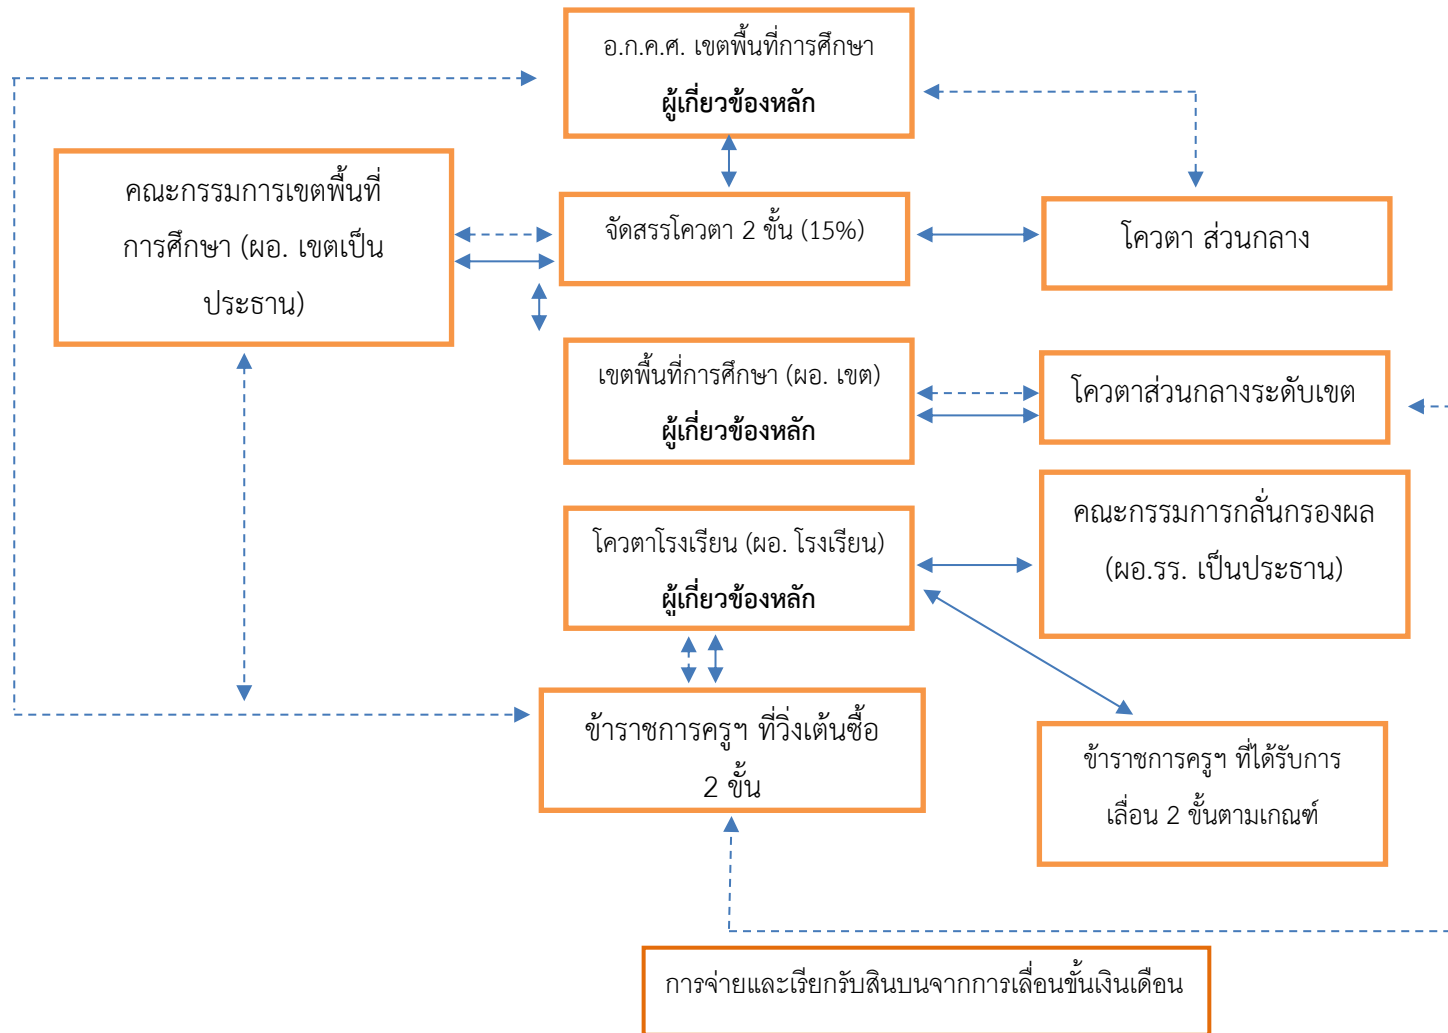 อ.ก.ค.ศ. เขตพื้นที่การศึกษา
ผู้เกี่ยวข้องหลัก
คณะกรรมการเขตพื้นที่
การศึกษา (ผอ. เขตเป็น
ประธาน)
จัดสรรโควตา 2 ขั้น (15%)
โควตา ส่วนกลาง
เขตพื้นที่การศึกษา (ผอ. เขต)
ผู้เกี่ยวข้องหลัก
โควตาส่วนกลางระดับเขต
โควตาโรงเรียน (ผอ. โรงเรียน)
ผู้เกี่ยวข้องหลัก
คณะกรรมการกลั่นกรองผล
(ผอ.รร. เป็นประธาน)
ข้าราชการครูฯ ที่วิ่งเต้นซื้อ
2 ขั้น
ข้าราชการครูฯ ที่ได้รับการ
เลื่อน 2 ขั้นตามเกณฑ์
การจ่ายและเรียกรับสินบนจากการเลื่อนขั้นเงินเดือน